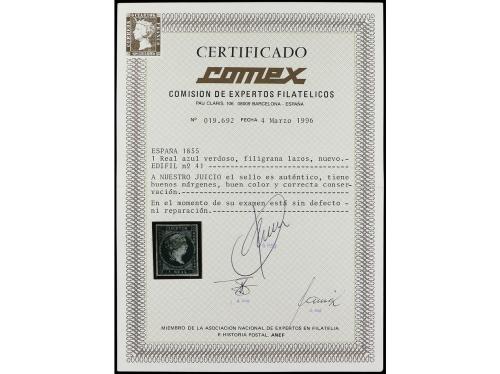 CERTIFICADO
comex
COMISION DE EXPERTOS FILATELICOS
PAU CLARIS, 106 08009 BARCELONA - ESPAÑA
Nº 019.692 FECHA 4 Marzo 1996
ESPAÑA 1855
1 Real azul verdoso, filigrana lazos, nuevo.-
EDIFIL nº 41
A NUESTRO JUICIO el sello es auténtico, tiene
buenos márgenes, buen color y correcta conser-
vación.
En el momento de su examen está sin defecto -
ni reparación.
CORREOS
1 REAL
MIEMBRO DE LA ASOCIACION NACIONAL DE EXPERTOS EN FILATELIA
E HISTORIA POSTAL. ANEF